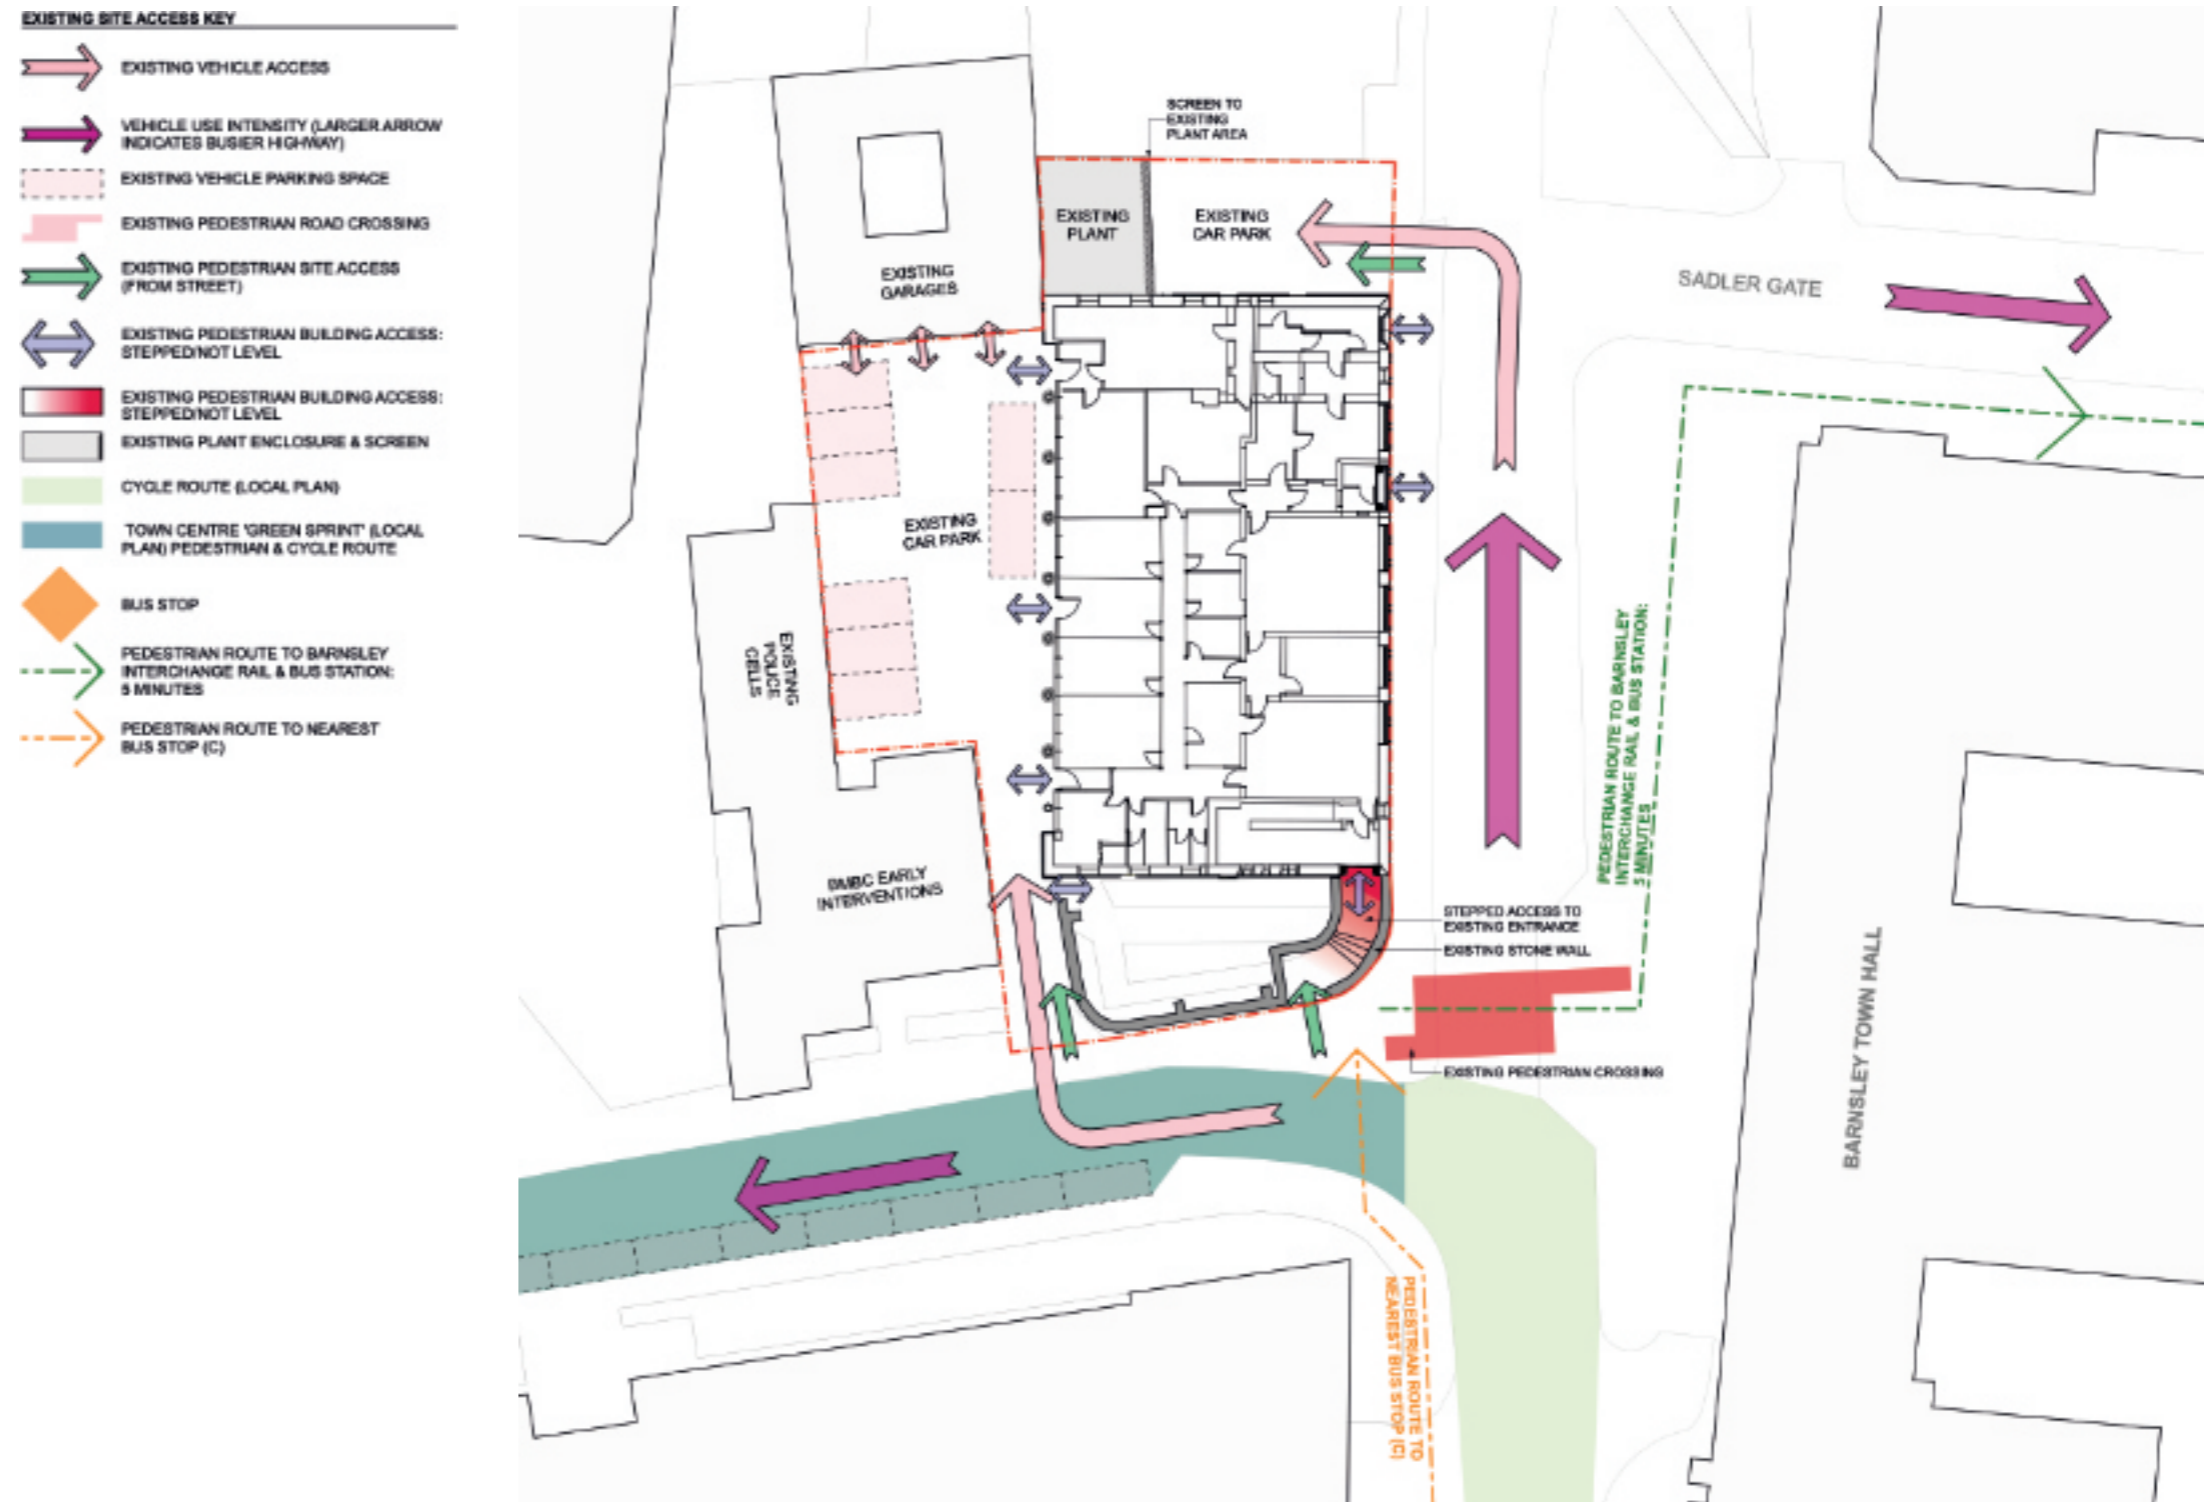 EXISTING SITE ACCESS KEY
EXISTING VEHICLE ACCESS
VEHICLE USE INTENSITY (LARGER ARROW
INDICATES BUSIER HIGHWAY)
EXISTING VEHICLE PARKING SPACE
EXISTING PEDESTRIAN ROAD CROSSING
EXISTING PEDESTRIAN SITE ACCESS
(FROM STREET)
EXISTING PEDESTRIAN BUILDING ACCESS:
STEPPED/NOT LEVEL
EXISTING PEDESTRIAN BUILDING ACCESS:
STEPPED/NOT LEVEL
EXISTING PLANT ENCLOSURE & SCREEN
CYCLE ROUTE (LOCAL PLAN)
TOWN CENTRE 'GREEN SPRINT' (LOCAL
PLAN) PEDESTRIAN & CYCLE ROUTE
BUS STOP
PEDESTRIAN ROUTE TO BARNSLEY
INTERCHANGE RAIL & BUS STATION:
5 MINUTES
PEDESTRIAN ROUTE TO NEAREST
BUS STOP (C)
SCREEN TO
EXISTING
PLANT AREA
EXISTING
PLANT
EXISTING
CAR PARK
EXISTING
GARAGES
SADLER GATE
EXISTING
CAR PARK
EXISTING
POLICE
CELLS
PEDESTRIAN ROUTE TO BARNSLEY
INTERCHANGE RAIL & BUS STATION:
5 MINUTES
BMBC EARLY
INTERVENTIONS
STEPPED ACCESS TO
EXISTING ENTRANCE
EXISTING STONE WALL
EXISTING PEDESTRIAN CROSSING
BARNSLEY TOWN HALL
PEDESTRIAN ROUTE TO
NEAREST BUS STOP (C)